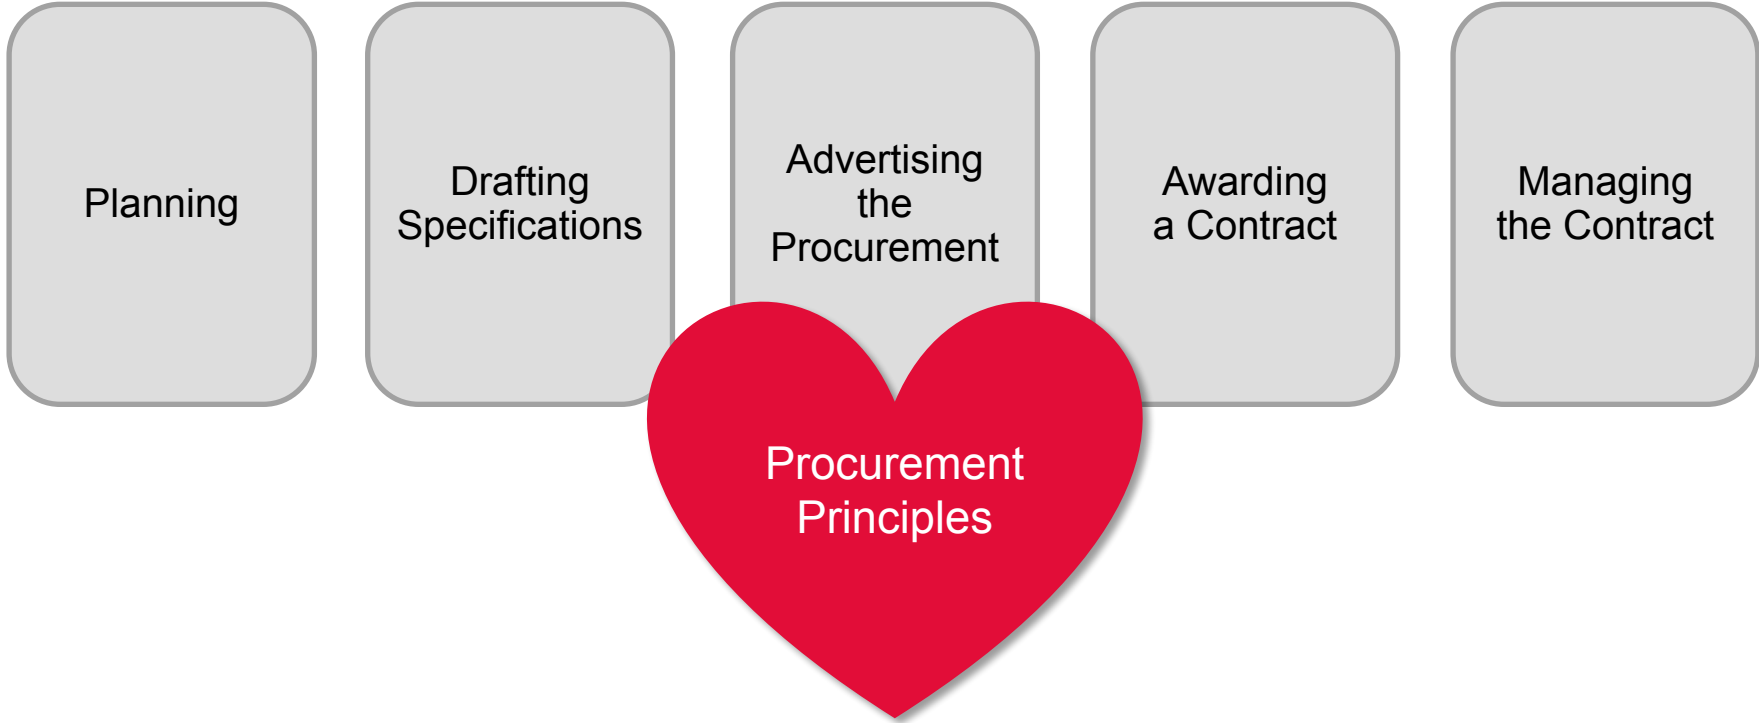 Planning
Drafting
Specifications
Advertising
the
Procurement
Awarding
a Contract
Managing
the Contract
Procurement
Principles